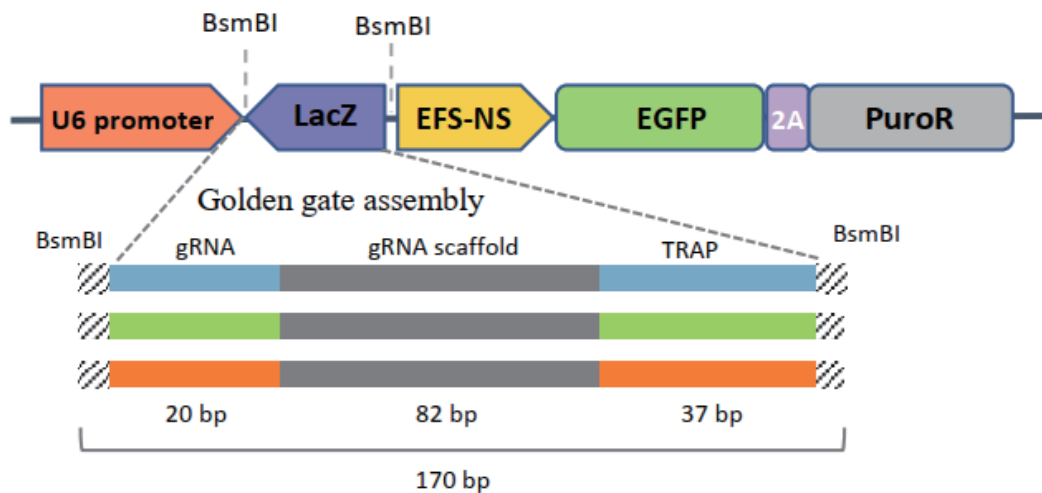 BsmBI BsmBI
U6 promoter LacZ EFS-NS EGFP 2A PuroR
Golden gate assembly
BsmBI gRNA gRNA scaffold TRAP BsmBI
20 bp 82 bp 37 bp
170 bp